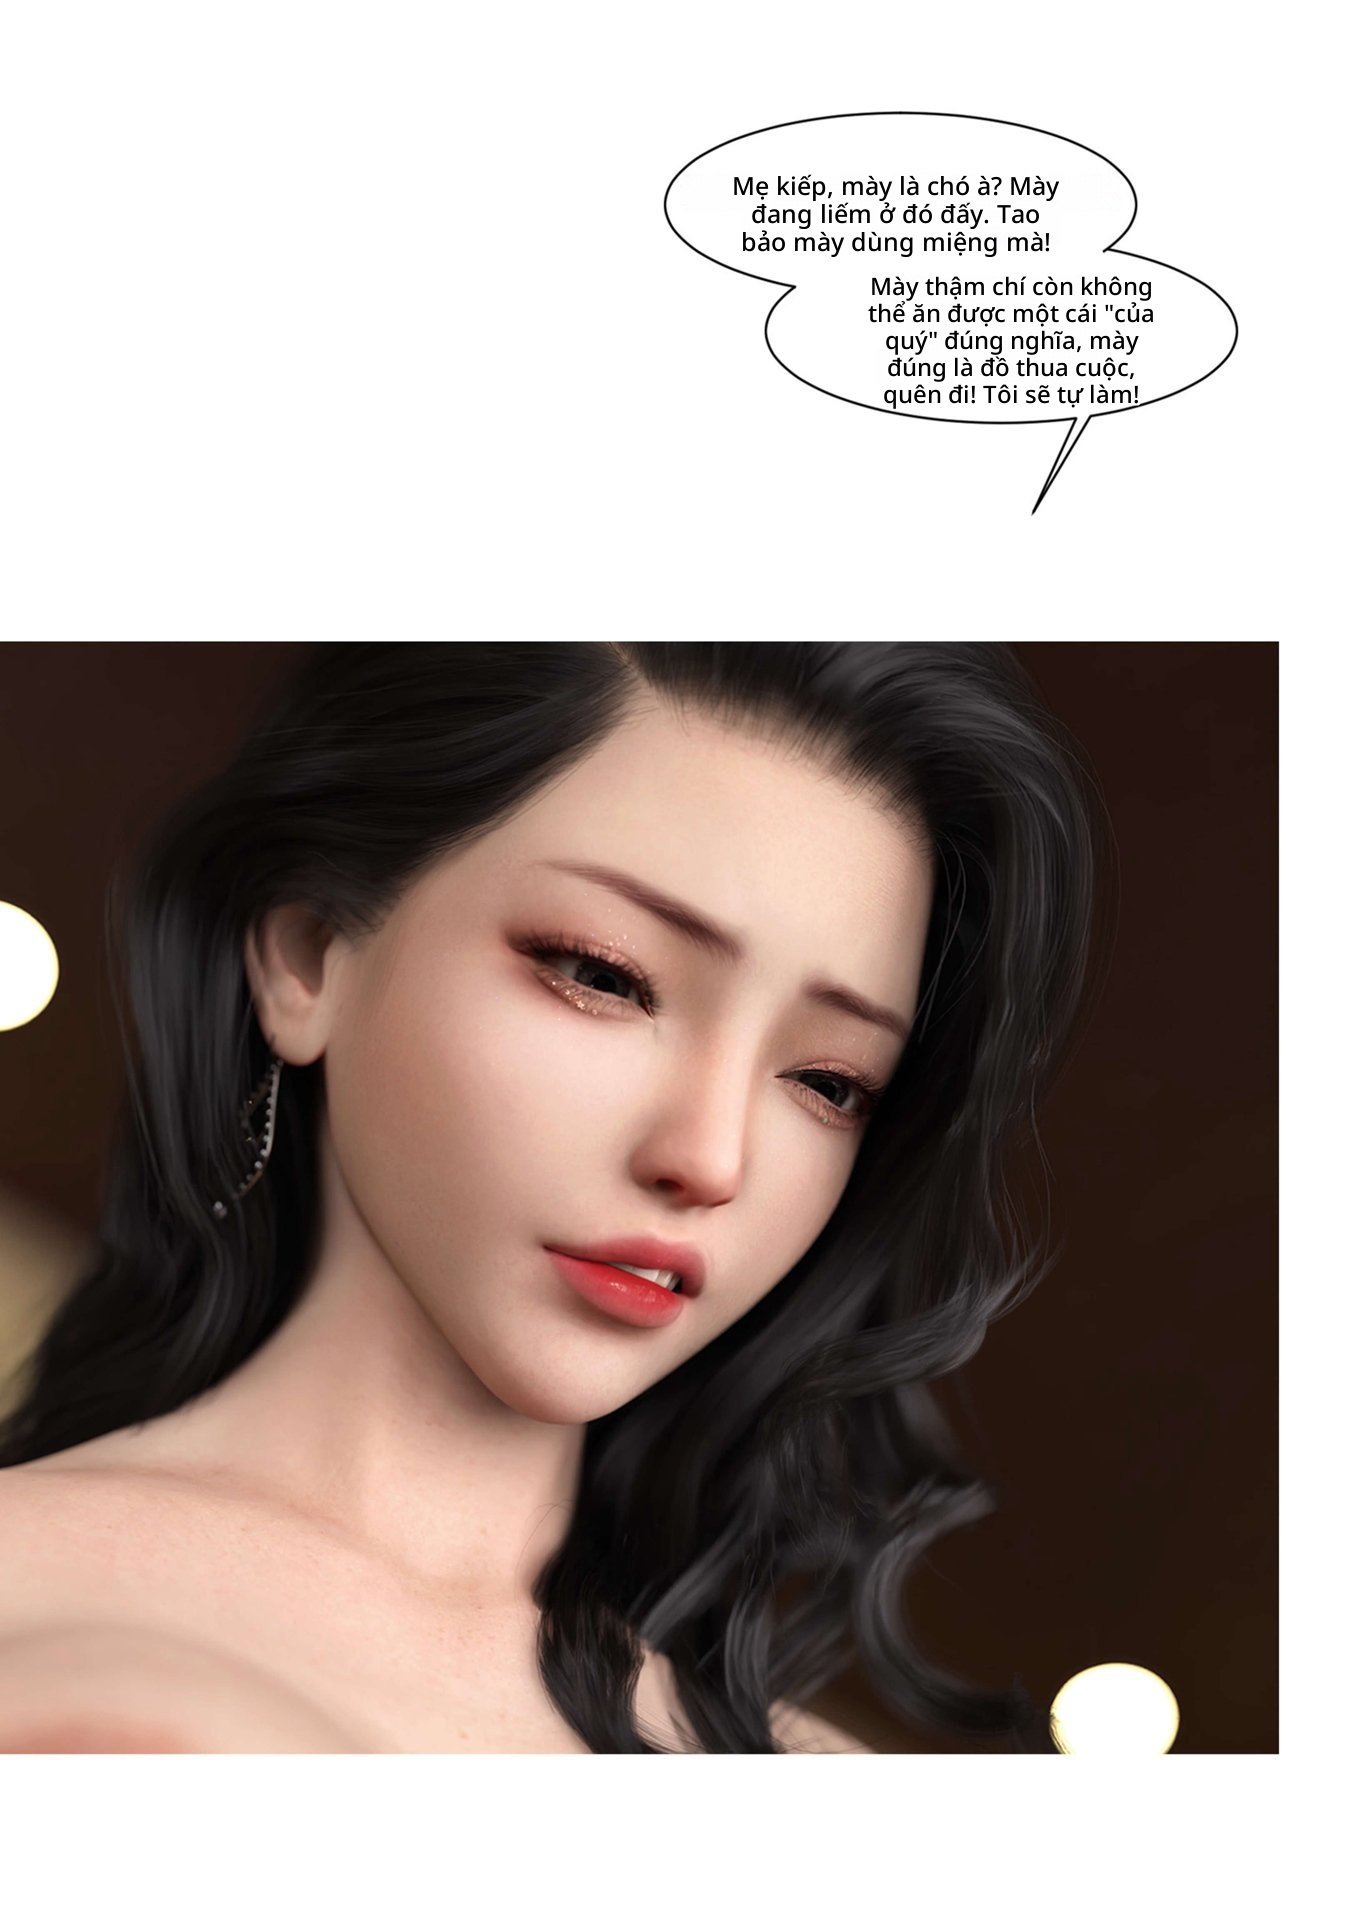 Mẹ kiếp, mày là chó à? Mày
đang liếm ở đó đấy. Tao
bảo mày dùng miệng mà!
Mày thậm chí còn không
thể ăn được một cái "của
quý" đúng nghĩa, mày
đúng là đồ thua cuộc,
quên đi! Tôi sẽ tự làm!